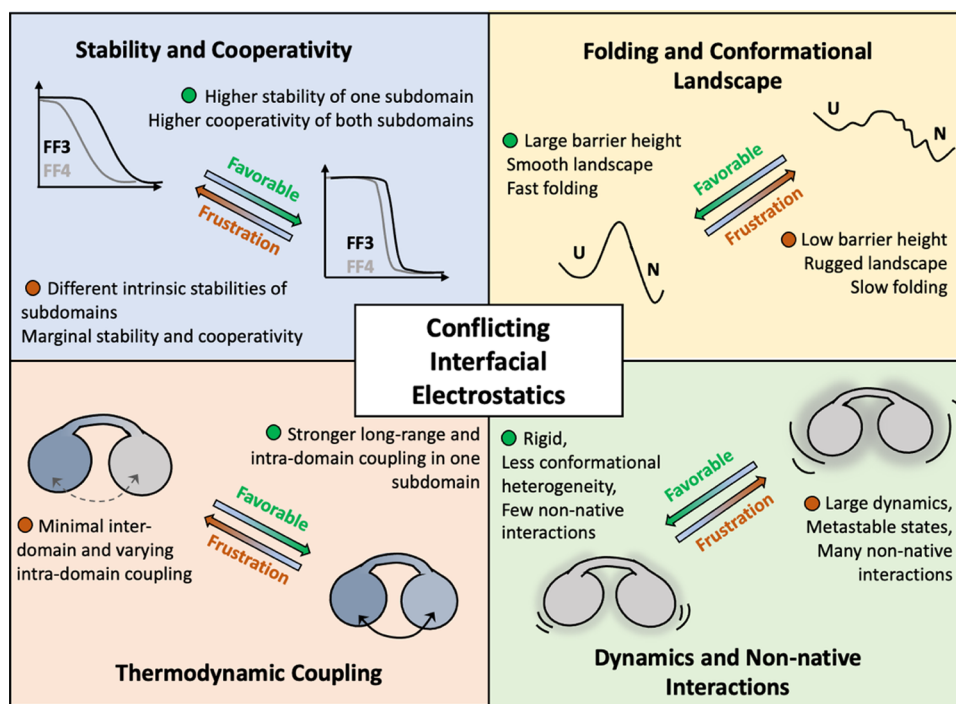 Stability and Cooperativity
Higher stability of one subdomain
Higher cooperativity of both subdomains
FF3
FF4
Favorable
Frustration
FF3
FF4
Different intrinsic stabilities of
subdomains
Marginal stability and cooperativity
Folding and Conformational
Landscape
U
N
Large barrier height
Smooth landscape
Fast folding
Favorable
Frustration
U
N
Low barrier height
Rugged landscape
Slow folding
Conflicting
Interfacial
Electrostatics
Stronger long-range and
intra-domain coupling in one
subdomain
Favorable
Frustration
Minimal inter-
domain and varying
intra-domain coupling
Thermodynamic Coupling
Rigid,
Less conformational
heterogeneity,
Few non-native
interactions
Favorable
Frustration
Large dynamics,
Metastable states,
Many non-native
interactions
Dynamics and Non-native
Interactions